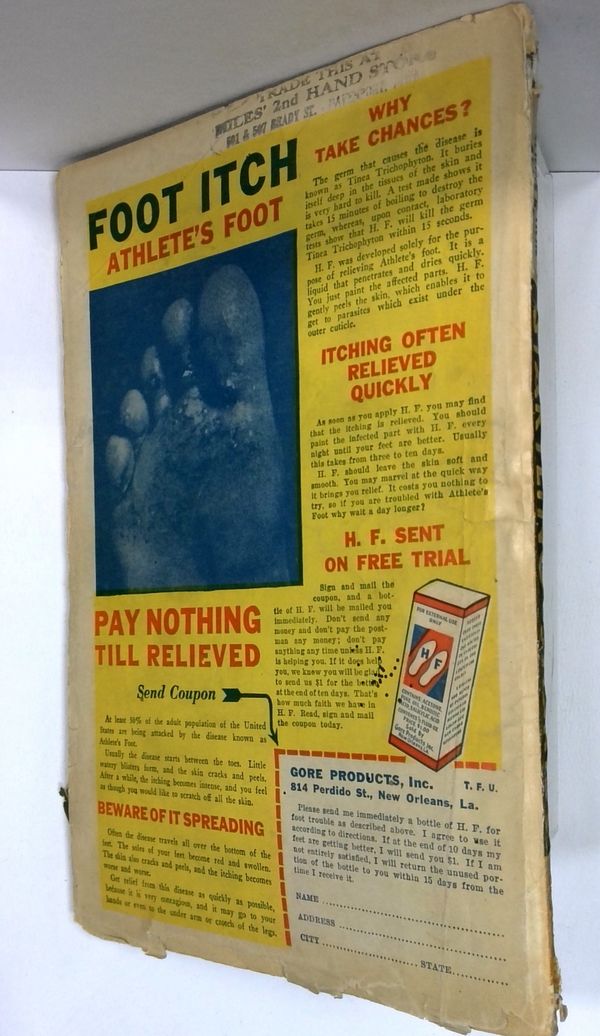 TRADE THIS AT
2nd HAND STORE
501 & 507 BRADY ST.
FOOT ITCH
ATHLETE'S FOOT
PAY NOTHING
TILL RELIEVED
Send Coupon
At least 50% of the adult population of the United
States are being attacked by the disease known as
Athlete's Foot.
Usually the disease starts between the toes. Little
watery blisters form, and the skin cracks and peels.
After a while, the itching becomes intense, and you feel
as though you would like to scratch off all the skin.
BEWARE OF IT SPREADING
Often the disease travels all over the bottom of the
feet. The soles of your feet become red and swollen.
The skin also cracks and peels, and the itching becomes
worse and worse.
Get relief from this disease as quickly as possible,
because it is very contagious, and it may go to your
hands or even to the under arm or crotch of the legs.
WHY
TAKE CHANCES?
The germ that causes the disease is
known as Tinea Trichophyton. It buries
itself deep in the tissues of the skin and
is very hard to kill. A test made shows it
takes 15 minutes of boiling to destroy the
germ, whereas, upon contact, laboratory
tests show that H. F. will kill the germ
Tinea Trichophyton within 15 seconds.
H. F. was developed solely for the pur-
pose of relieving Athlete's foot. It is a
liquid that penetrates and dries quickly.
You just paint the affected parts. H. F.
gently peels the skin, which enables it to
get to parasites which exist under the
outer cuticle.
ITCHING OFTEN
RELIEVED
QUICKLY
As soon as you apply H. F. you may find
that the itching is relieved. You should
paint the infected part with H. F. every
night until your feet are better. Usually
this takes from three to ten days.
H. F. should leave the skin soft and
smooth. You may marvel at the quick way
it brings you relief. It costs you nothing to
try, so if you are troubled with Athlete's
Foot why wait a day longer?
H. F. SENT
ON FREE TRIAL
Sign and mail the
coupon, and a bot-
tle of H. F. will be mailed you
immediately. Don't send any
money and don't pay the post-
man any money; don't pay
anything any time unless H. F.
is helping you. If it does help
you, we know you will be glad
to send us $1 for the bottle
at the end of ten days. That's
how much faith we have in
H. F. Read, sign and mail
the coupon today.
FOR EXTERNAL USE
ONLY
H F
CONTAINS ACETONE
Gore Products, Inc.
GORE PRODUCTS, Inc. T. F. U.
814 Perdido St., New Orleans, La.
Please send me immediately a bottle of H. F. for
foot trouble as described above. I agree to use it
according to directions. If at the end of 10 days my
feet are getting better, I will send you $1. If I am
not entirely satisfied, I will return the unused por-
tion of the bottle to you within 15 days from the
time I receive it.
NAME
ADDRESS
CITY STATE